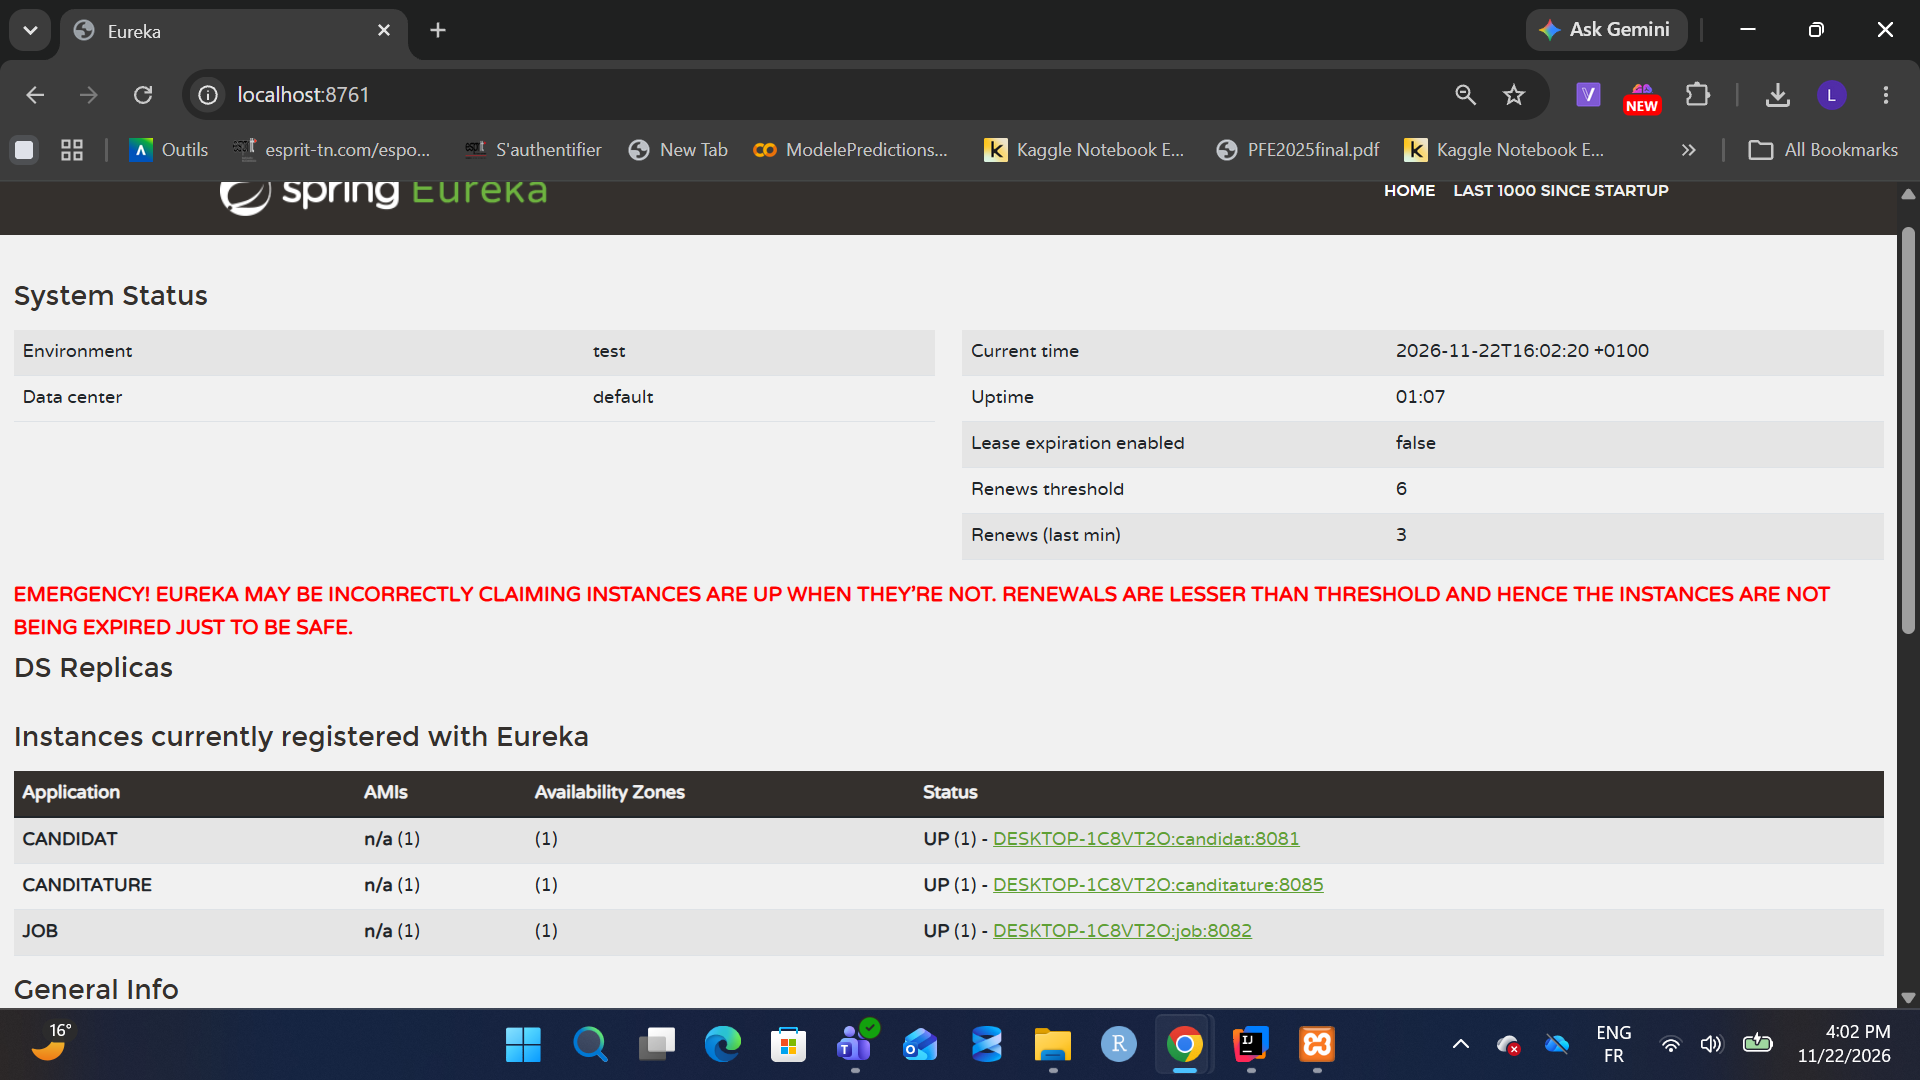 Eureka
Ask Gemini
localhost:8761
NEW
L
Outils
esprit-tn.com/espo...
S'authentifier
New Tab
ModelePredictions...
Kaggle Notebook E...
PFE2025final.pdf
Kaggle Notebook E...
All Bookmarks
spring Eureka
HOME LAST 1000 SINCE STARTUP
System Status
Environment test
Data center default
Current time 2026-11-22T16:02:20 +0100
Uptime 01:07
Lease expiration enabled false
Renews threshold 6
Renews (last min) 3
EMERGENCY! EUREKA MAY BE INCORRECTLY CLAIMING INSTANCES ARE UP WHEN THEY'RE NOT. RENEWALS ARE LESSER THAN THRESHOLD AND HENCE THE INSTANCES ARE NOT
BEING EXPIRED JUST TO BE SAFE.
DS Replicas
Instances currently registered with Eureka
Application AMIs Availability Zones Status
CANDIDAT n/a (1) (1) UP (1) - DESKTOP-1C8VT2O:candidat:8081
CANDITATURE n/a (1) (1) UP (1) - DESKTOP-1C8VT2O:canditature:8085
JOB n/a (1) (1) UP (1) - DESKTOP-1C8VT2O:job:8082
General Info
16°
ENG
FR
4:02 PM
11/22/2026